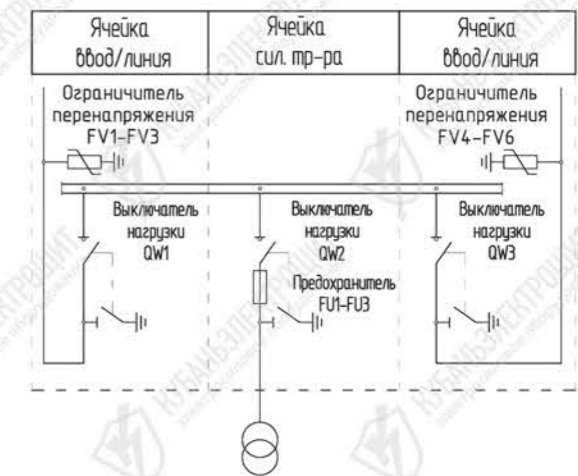 Ячейка
ввод/линия
Ячейка
сил. тр-ра
Ячейка
ввод/линия
Ограничитель
перенапряжения
FV1-FV3
Ограничитель
перенапряжения
FV4-FV6
Выключатель
нагрузки
QW1
Выключатель
нагрузки
QW2
Предохранитель
FU1-FU3
Выключатель
нагрузки
QW3
КУБАНЬЭЛЕКТРОЩИТ